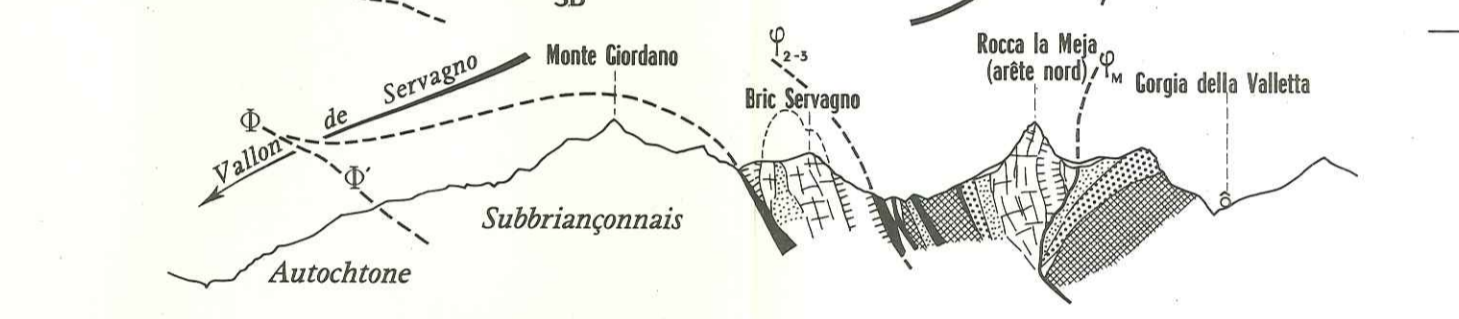 Vallon de Servagno
Φ
Φ′
Monte Giordano
φ2-3
Bric Servagno
Rocca la Meja
(arête nord)
φM
Gorgia della Valletta
Subbriançonnais
Autochtone